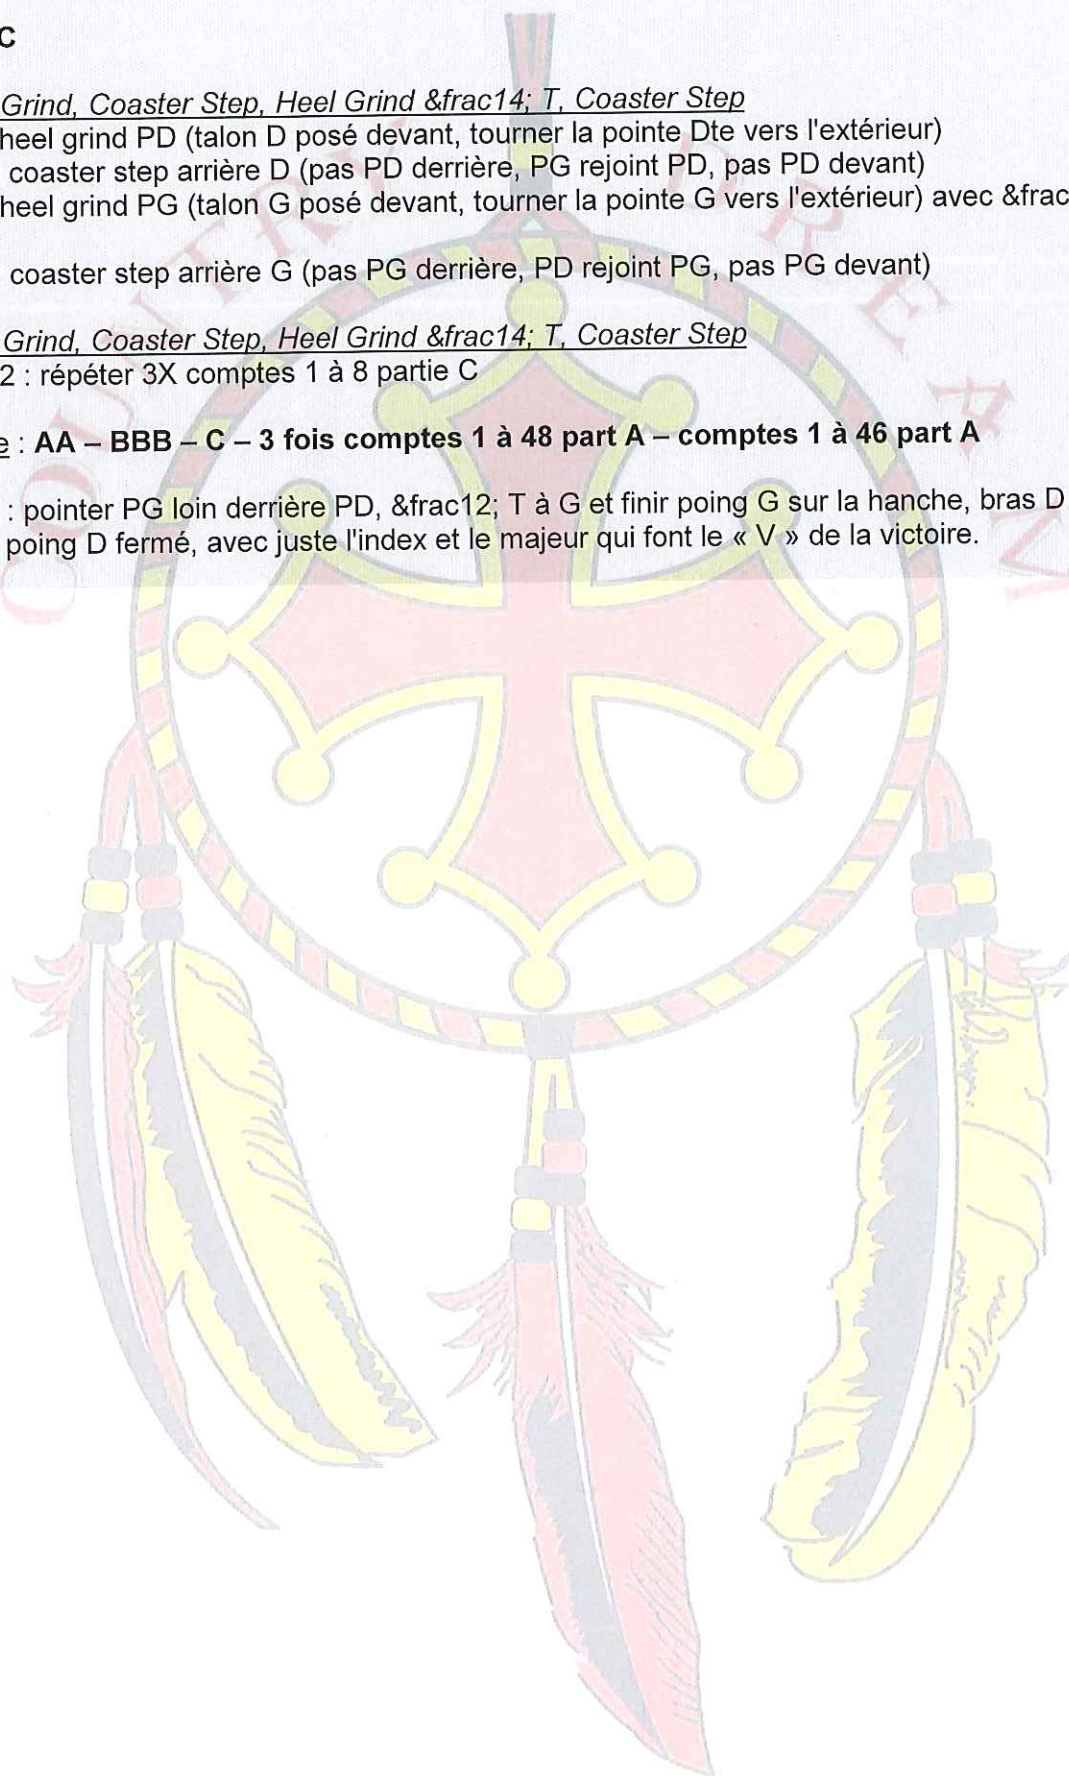 C
Grind, Coaster Step, Heel Grind &frac14; T, Coaster Step
heel grind PD (talon D posé devant, tourner la pointe Dte vers l'extérieur)
coaster step arrière D (pas PD derrière, PG rejoint PD, pas PD devant)
heel grind PG (talon G posé devant, tourner la pointe G vers l'extérieur) avec &frac
coaster step arrière G (pas PG derrière, PD rejoint PG, pas PG devant)
Grind, Coaster Step, Heel Grind &frac14; T, Coaster Step
2 : répéter 3X comptes 1 à 8 partie C
e : AA – BBB – C – 3 fois comptes 1 à 48 part A – comptes 1 à 46 part A
: pointer PG loin derrière PD, &frac12; T à G et finir poing G sur la hanche, bras D
poing D fermé, avec juste l'index et le majeur qui font le « V » de la victoire.
COUNTRY DREAM